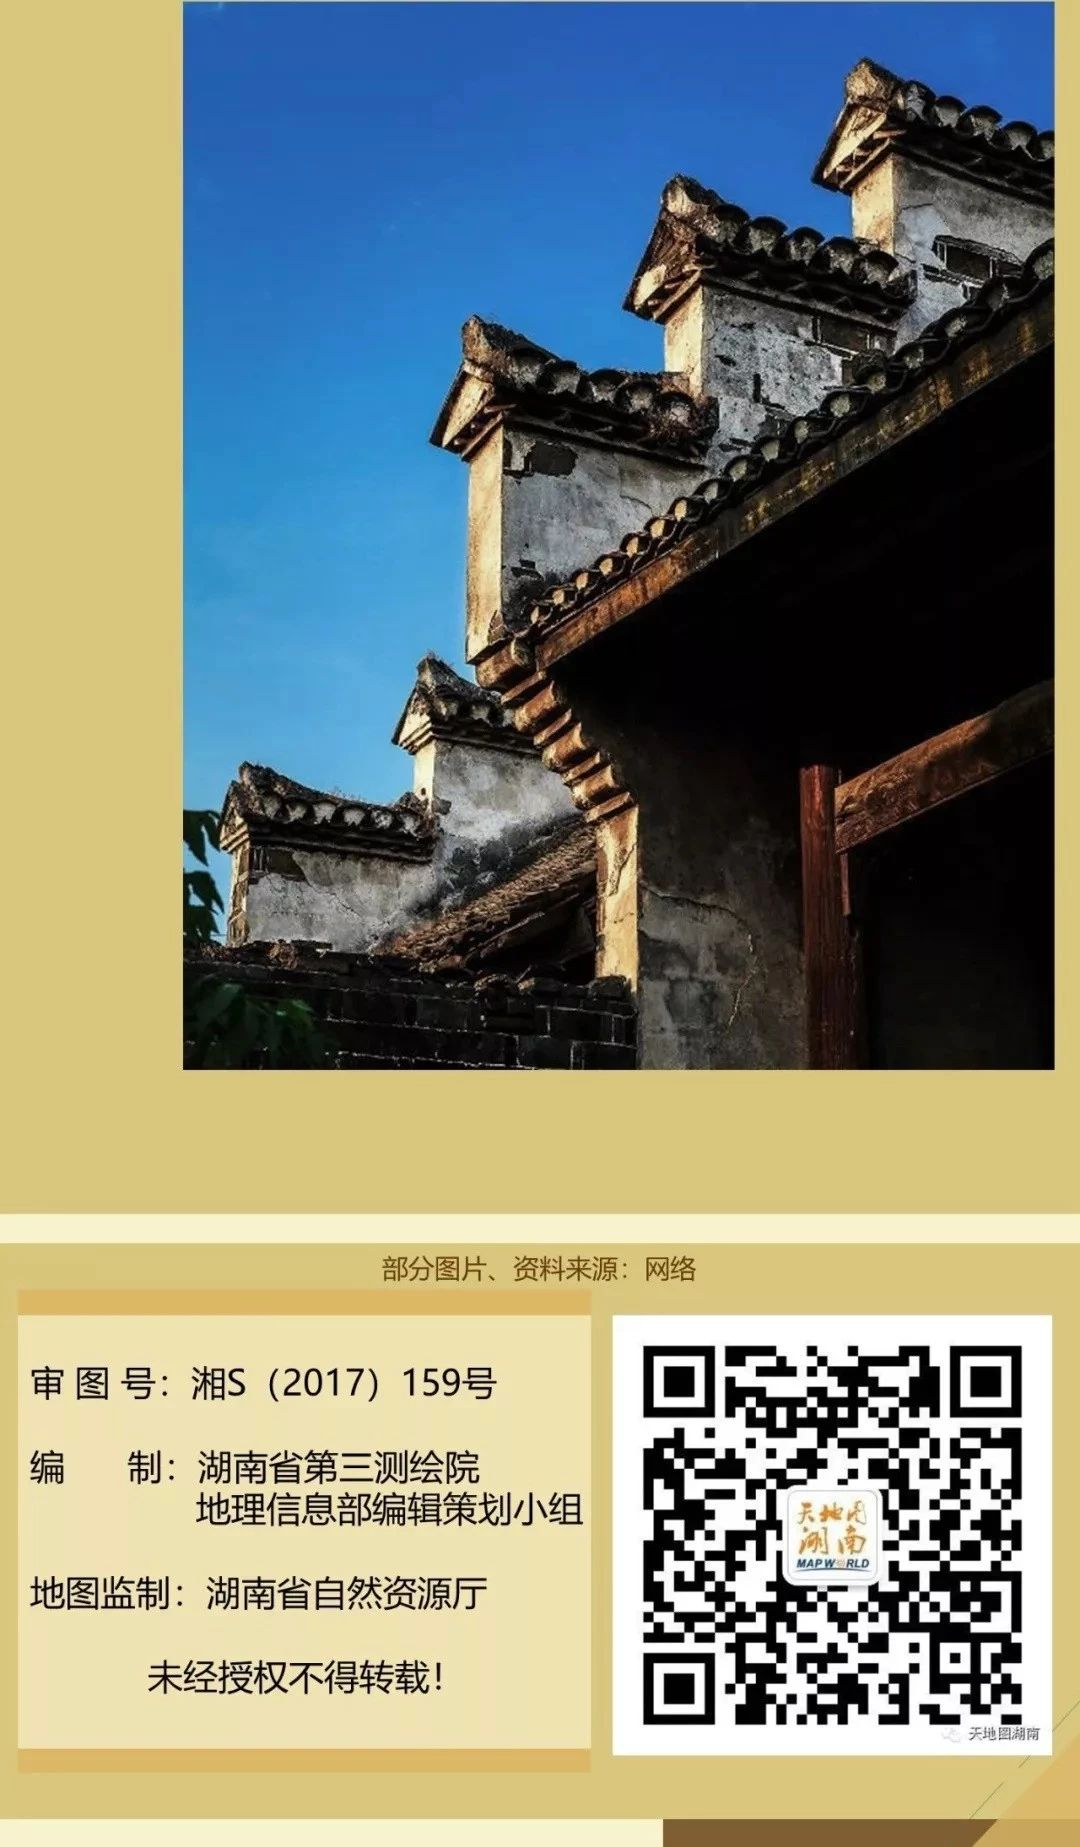 部分图片、资料来源：网络
审 图 号：湘S（2017）159号
编 制：湖南省第三测绘院
地理信息部编辑策划小组
地图监制：湖南省自然资源厅
未经授权不得转载！
天地图
湖南
MAP WORLD
天地图湖南